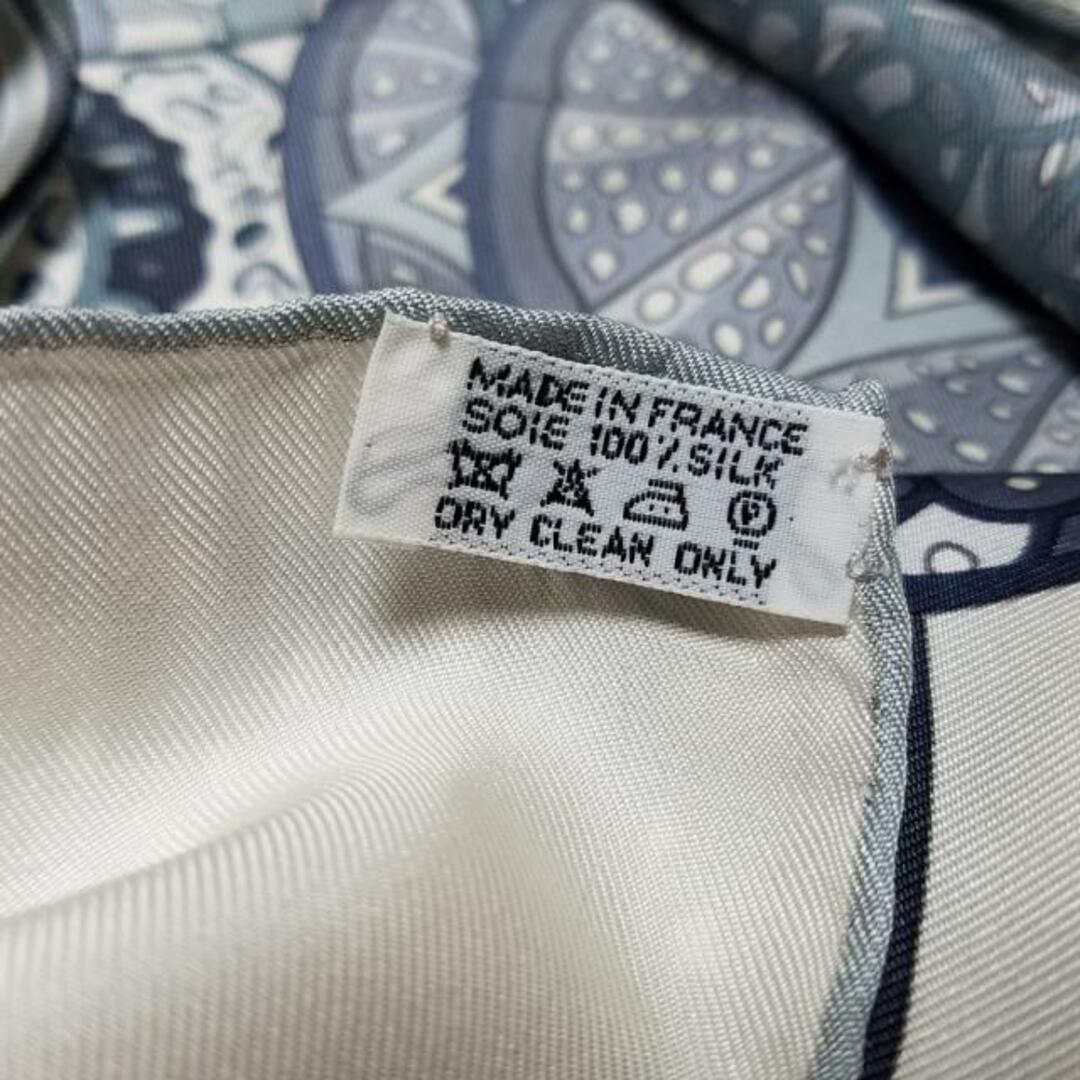 MADE IN FRANCE
SOIE 100% SILK
P
DRY CLEAN ONLY